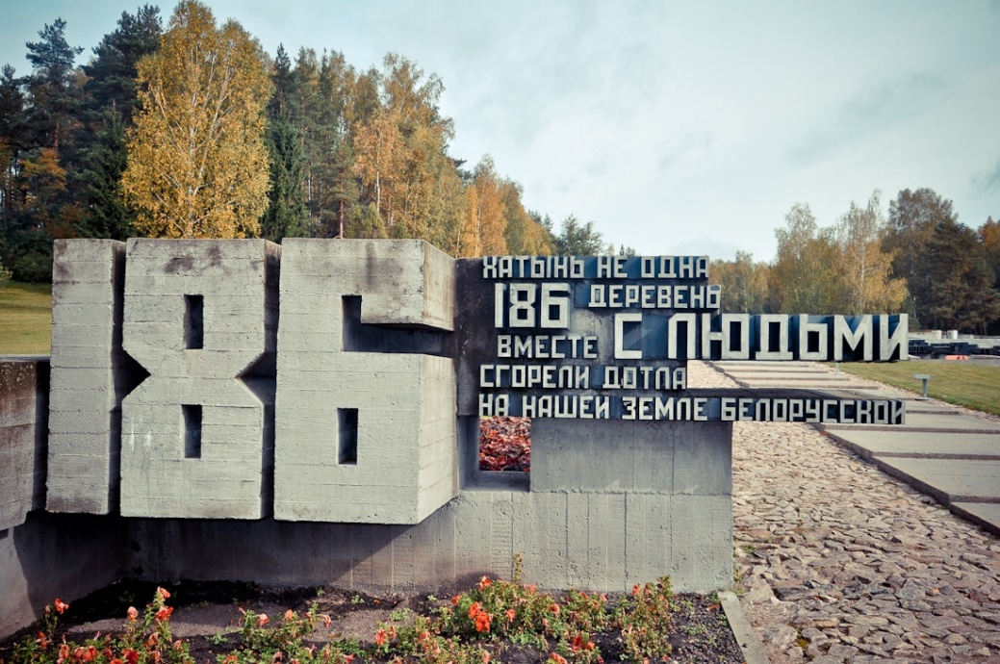 186
ХАТЫНЬ НЕ ОДНА
186 ДЕРЕВЕНЬ
ВМЕСТЕ С ЛЮДЬМИ
СГОРЕЛИ ДОТЛА
НА НАШЕЙ ЗЕМЛЕ БЕЛОРУССКОЙ